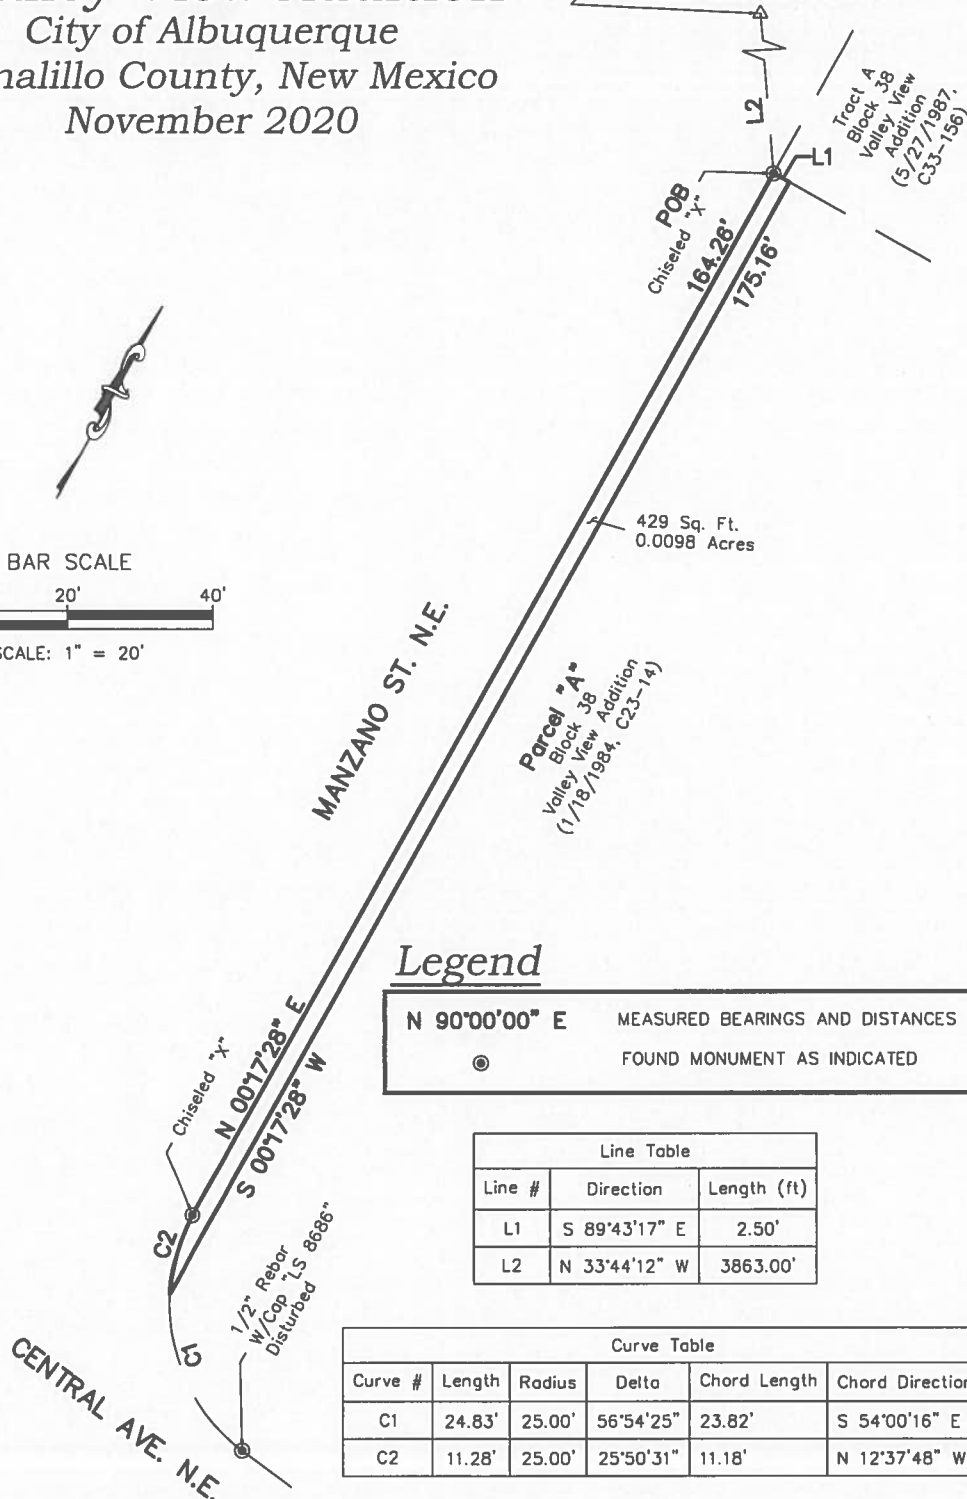 City of Albuquerque
County, New Mexico
November 2020
Tract A
Block 38
Valley View
Addition
(5/27/1987,
C33-156)
L2
L1
POB
Chiseled "X"
164.26'
175.16'
BAR SCALE
20' 40'
SCALE: 1" = 20'
429 Sq. Ft.
0.0098 Acres
MANZANO ST. N.E.
Parcel "A"
Block 38
Valley View Addition
(1/18/1984, C23-14)
Legend
N 90°00'00" E MEASURED BEARINGS AND DISTANCES
FOUND MONUMENT AS INDICATED
Chiseled "X"
N 00°17'28" E
S 00°17'28" W
C2
1/2" Rebar
W/Cap "LS 8686"
Disturbed
CENTRAL AVE. N.E.
Line Table
Line # Direction Length (ft)
L1 S 89°43'17" E 2.50'
L2 N 33°44'12" W 3863.00'
Curve Table
Curve # Length Radius Delta Chord Length Chord Direction
C1 24.83' 25.00' 56°54'25" 23.82' S 54°00'16" E
C2 11.28' 25.00' 25°50'31" 11.18' N 12°37'48" W